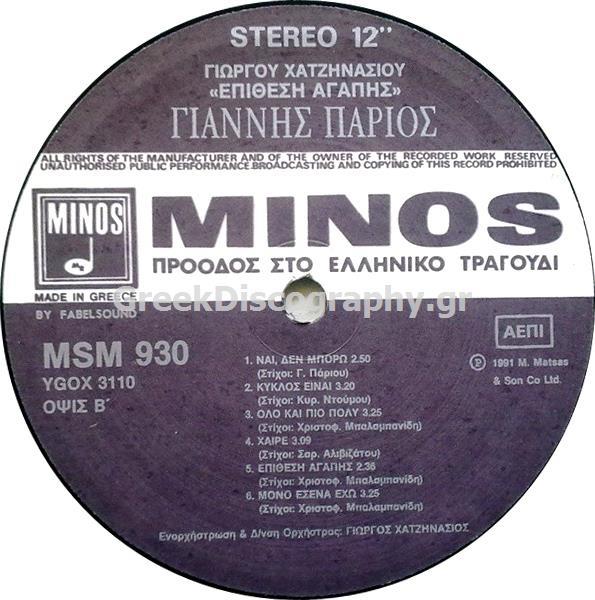 STEREO 12"
ΓΙΩΡΓΟΥ ΧΑΤΖΗΝΑΣΙΟΥ
«ΕΠΙΘΕΣΗ ΑΓΑΠΗΣ»
ΓΙΑΝΝΗΣ ΠΑΡΙΟΣ
ALL RIGHTS OF THE MANUFACTURER AND OF THE OWNER OF THE RECORDED WORK RESERVED
UNAUTHORISED PUBLIC PERFORMANCE.BROADCASTING AND COPYING OF THIS RECORD PROHIBITED
MINOS
MINOS
ΠΡΟΟΔΟΣ ΣΤΟ ΕΛΛΗΝΙΚΟ ΤΡΑΓΟΥΔΙ
MADE IN GREECE
BY FABELSOUND
GreekDiscography.gr
ΑΕΠΙ
MSM 930
YGOX 3110
ΟΨΙΣ Β΄
1. ΝΑΙ, ΔΕΝ ΜΠΟΡΩ 2.50
(Στίχοι: Γ. Πάριου)
2. ΚΥΚΛΟΣ ΕΙΝΑΙ 3.20
(Στίχοι: Κυρ. Ντούμου)
3. ΟΛΟ ΚΑΙ ΠΙΟ ΠΟΛΥ 3.25
(Στίχοι: Χριστοφ. Μπαλαμπανίδη)
4. ΧΑΙΡΕ 3.09
(Στίχοι: Σαρ. Αλιβιζάτου)
5. ΕΠΙΘΕΣΗ ΑΓΑΠΗΣ 2.36
(Στίχοι: Χριστοφ. Μπαλαμπανίδη)
6. ΜΟΝΟ ΕΣΕΝΑ ΕΧΩ 3.25
(Στίχοι: Χριστοφ. Μπαλαμπανίδη)
Ⓟ 1991 M. Matsas
& Son Co Ltd.
Ενορχήστρωση & Δ/νση Ορχήστρας: ΓΙΩΡΓΟΣ ΧΑΤΖΗΝΑΣΙΟΣ